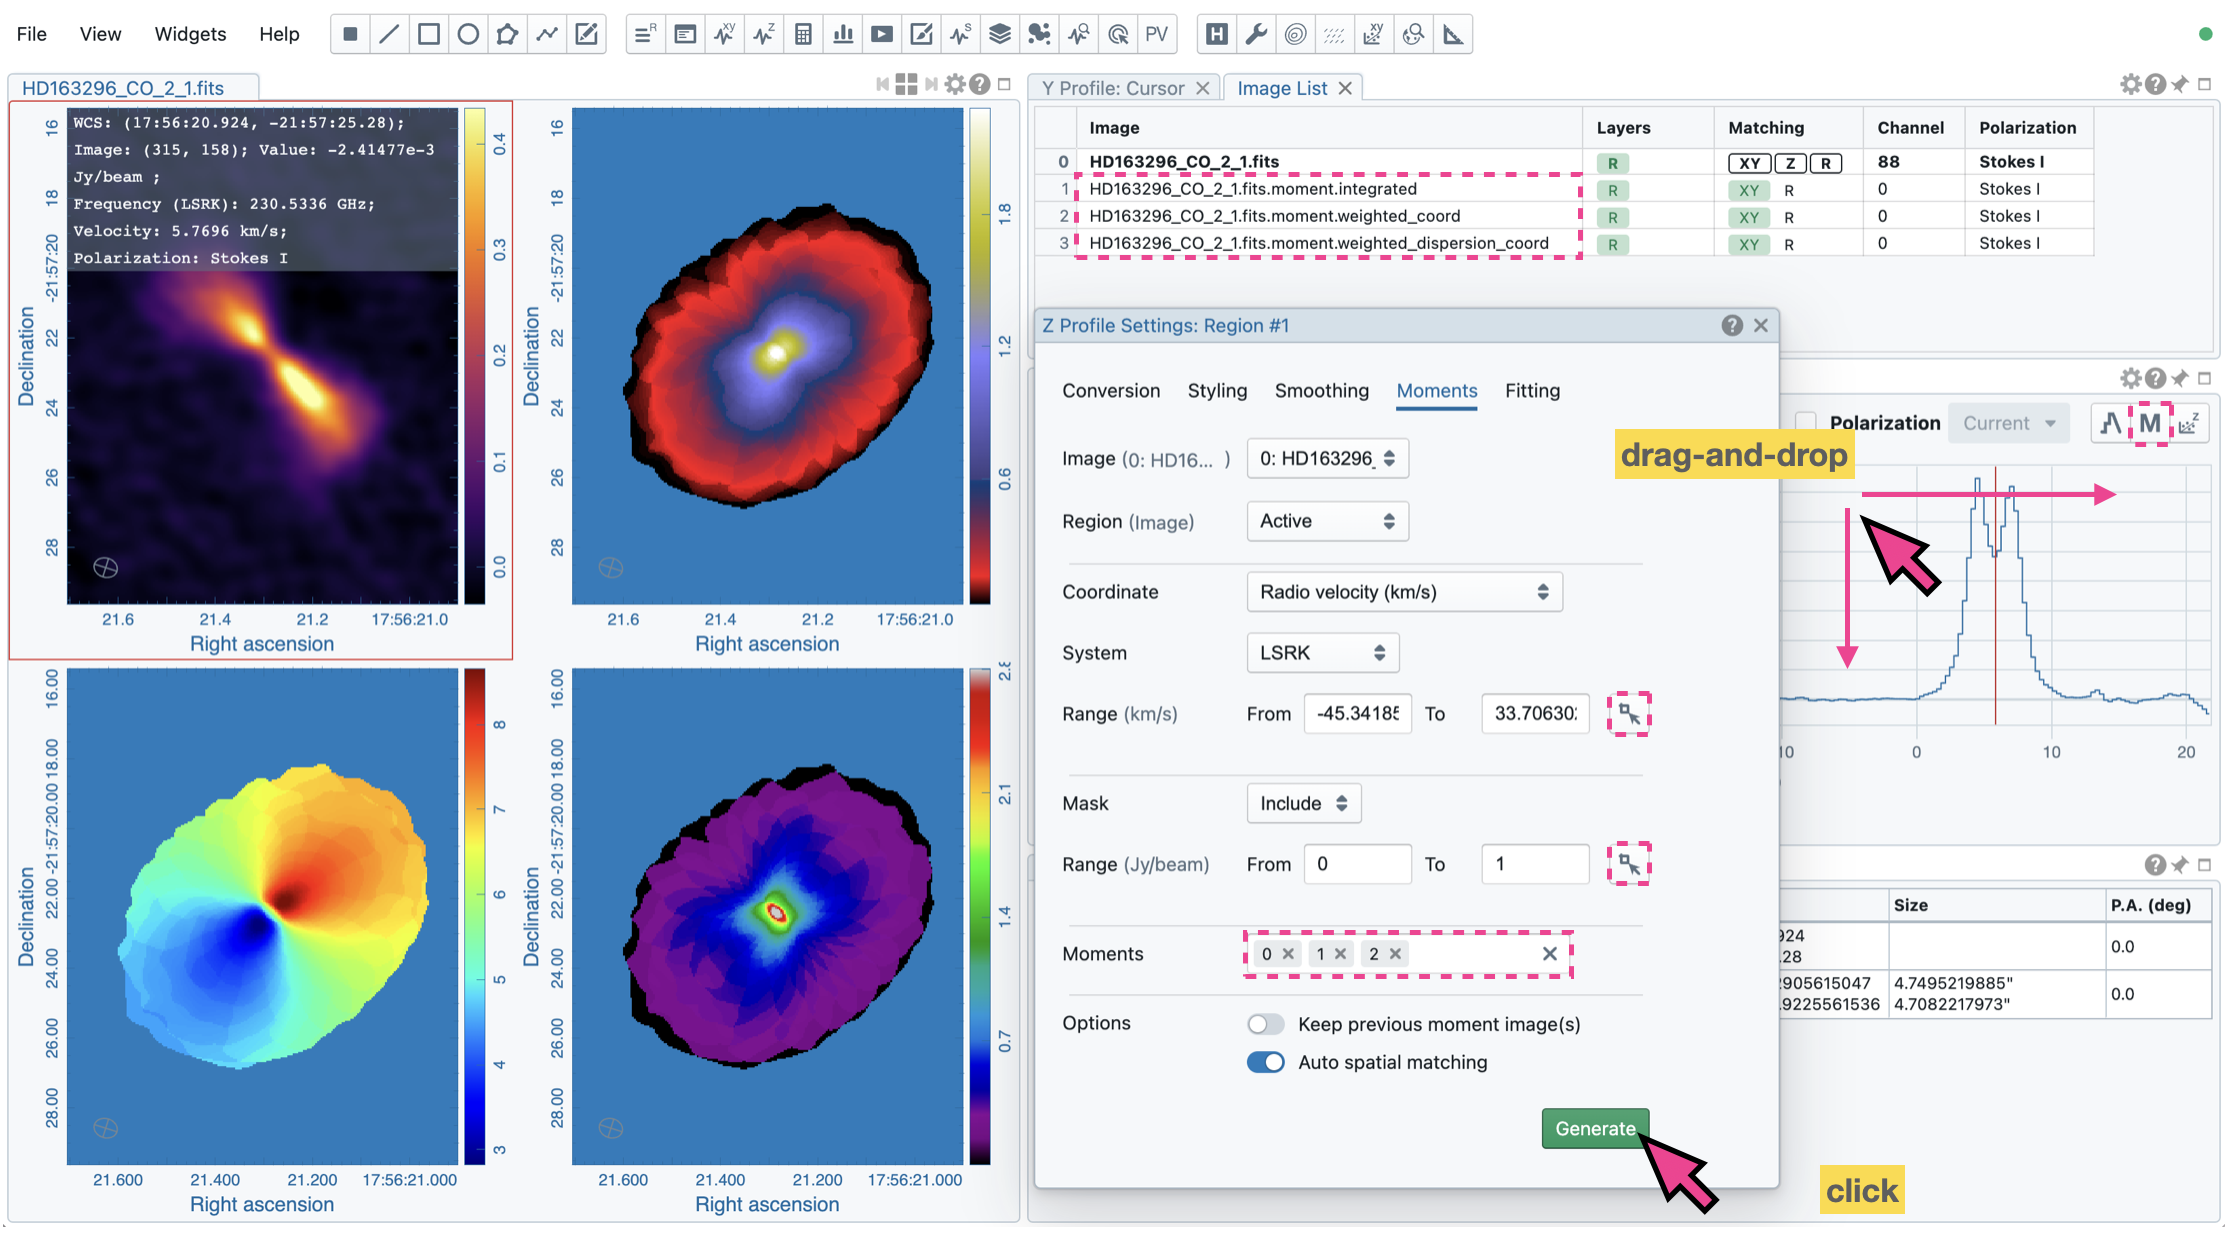 File View Widgets Help
PV
HD163296_CO_2_1.fits
WCS: (17:56:20.924, -21:57:25.28);
Image: (315, 158); Value: -2.41477e-3
Jy/beam ;
Frequency (LSRK): 230.5336 GHz;
Velocity: 5.7696 km/s;
Polarization: Stokes I
Declination
16
18
-21:57:20
22
24
26
28
0.4
0.3
0.2
0.1
0.0
21.6 21.4 21.2 17:56:21.0
Right ascension
Declination
16
18
-21:57:20
22
24
26
28
1.8
1.2
0.6
21.6 21.4 21.2 17:56:21.0
Right ascension
Declination
16.00
18.00
-21:57:20.00
22.00
24.00
26.00
28.00
8
7
6
5
4
3
21.600 21.400 21.200 17:56:21.000
Right ascension
Declination
16.00
18.00
-21:57:20.00
22.00
24.00
26.00
28.00
2.1
1.4
0.7
21.600 21.400 21.200 17:56:21.000
Right ascension
Y Profile: Cursor Image List
Image Layers Matching Channel Polarization
0 HD163296_CO_2_1.fits R XY Z R 88 Stokes I
1 HD163296_CO_2_1.fits.moment.integrated R XY R 0 Stokes I
2 HD163296_CO_2_1.fits.moment.weighted_coord R XY R 0 Stokes I
3 HD163296_CO_2_1.fits.moment.weighted_dispersion_coord R XY R 0 Stokes I
Z Profile Settings: Region #1
Conversion Styling Smoothing Moments Fitting
Image (0: HD16... ) 0: HD163296_
Region (Image) Active
Coordinate Radio velocity (km/s)
System LSRK
Range (km/s) From -45.34185 To 33.70630
Mask Include
Range (Jy/beam) From 0 To 1
Moments 0 1 2
Options Keep previous moment image(s)
Auto spatial matching
Generate
Polarization Current M
drag-and-drop
10 0 10 20
Size P.A. (deg)
924
.28 0.0
2905615047 4.7495219885"
.9225561536 4.7082217973" 0.0
click